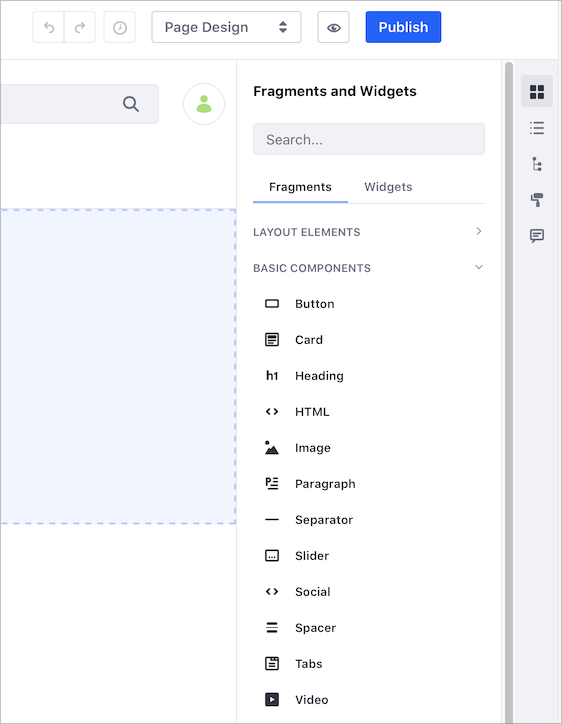 Page Design
Publish
Fragments and Widgets
Search...
Fragments Widgets
LAYOUT ELEMENTS
BASIC COMPONENTS
Button
Card
h1 Heading
HTML
Image
Paragraph
Separator
Slider
Social
Spacer
Tabs
Video